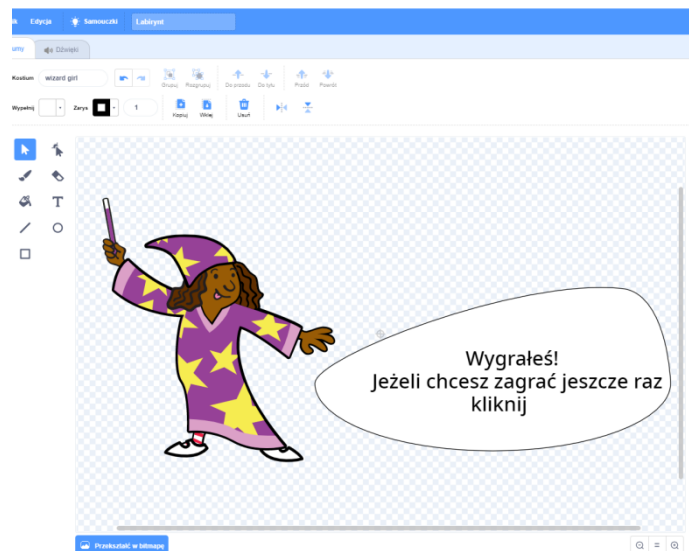 Edycja Samouczki Labirynt
Dźwięki
Kostium wizard girl Grupuj Rozgrupuj Do przodu Do tyłu Przód Powrót
Wypełnij Zarys 1 Kopiuj Wklej Usuń
T
Wygrałeś!
Jeżeli chcesz zagrać jeszcze raz
kliknij
Przekształć w bitmapę